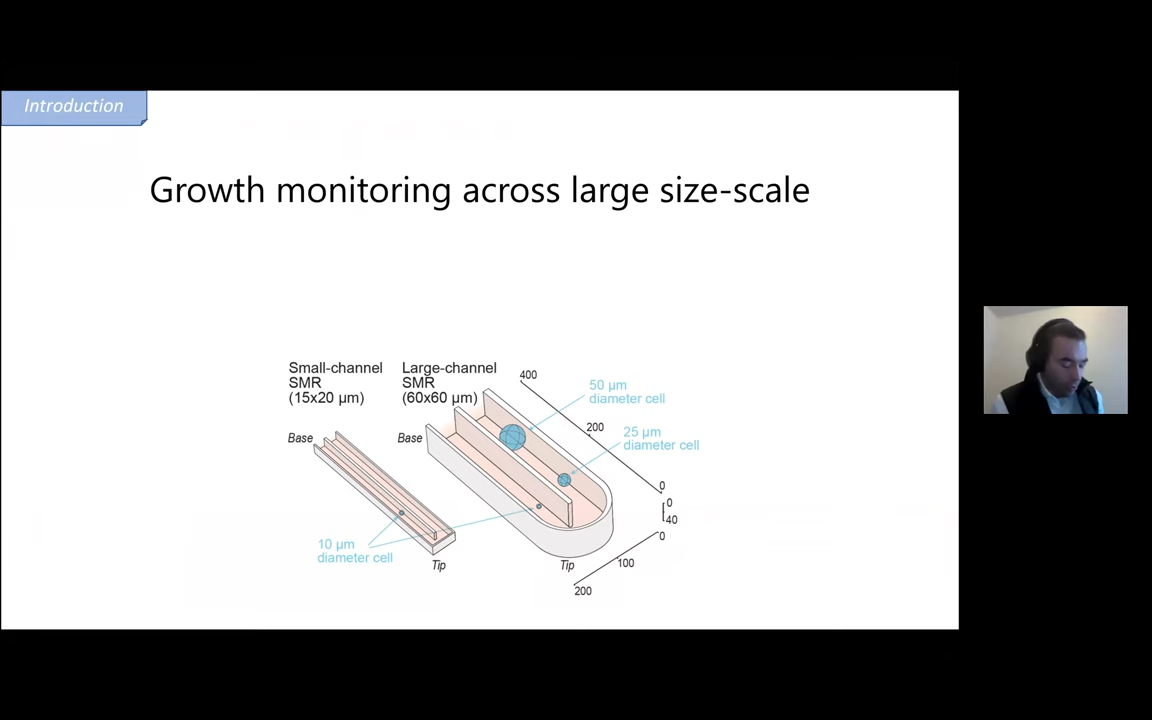 Introduction
Growth monitoring across large size-scale
Small-channel
SMR
(15x20 µm)
Large-channel
SMR
(60x60 µm)
400
50 µm
diameter cell
200
25 µm
diameter cell
Base
Base
0
0
40
0
10 µm
diameter cell
Tip
Tip
100
200